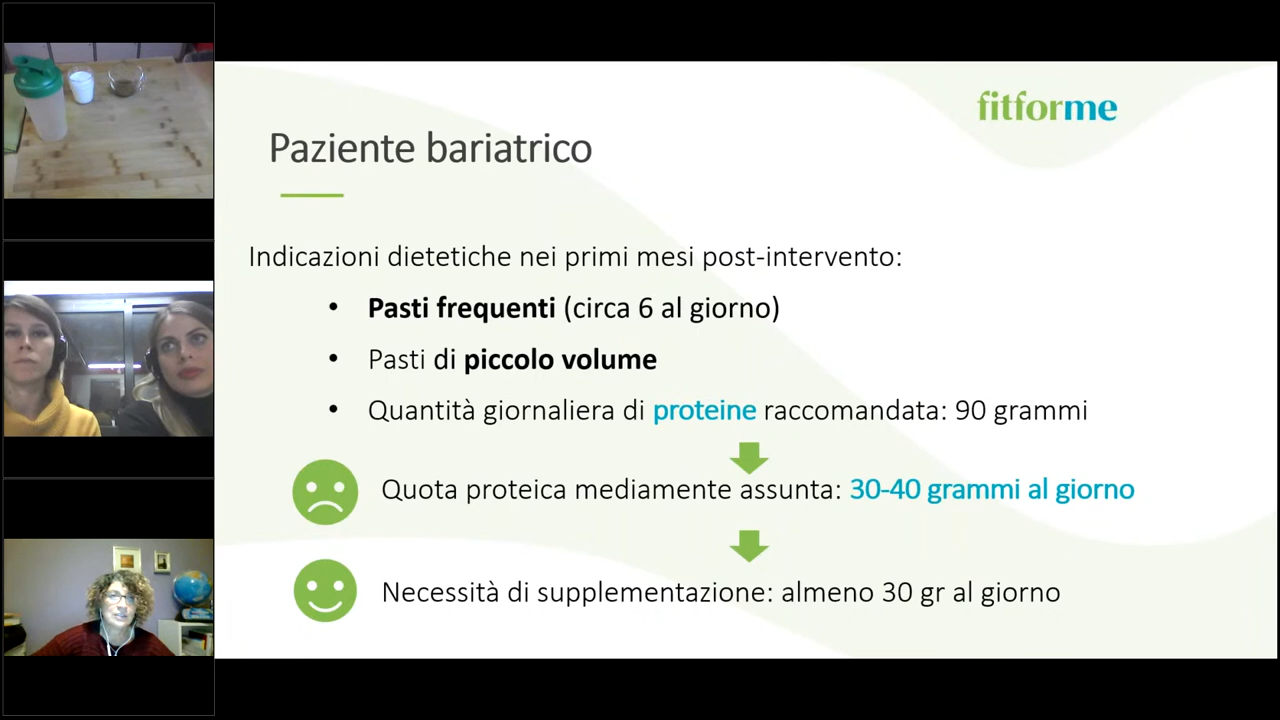 fitforme
Paziente bariatrico
Indicazioni dietetiche nei primi mesi post-intervento:
• Pasti frequenti (circa 6 al giorno)
• Pasti di piccolo volume
• Quantità giornaliera di proteine raccomandata: 90 grammi
Quota proteica mediamente assunta: 30-40 grammi al giorno
Necessità di supplementazione: almeno 30 gr al giorno